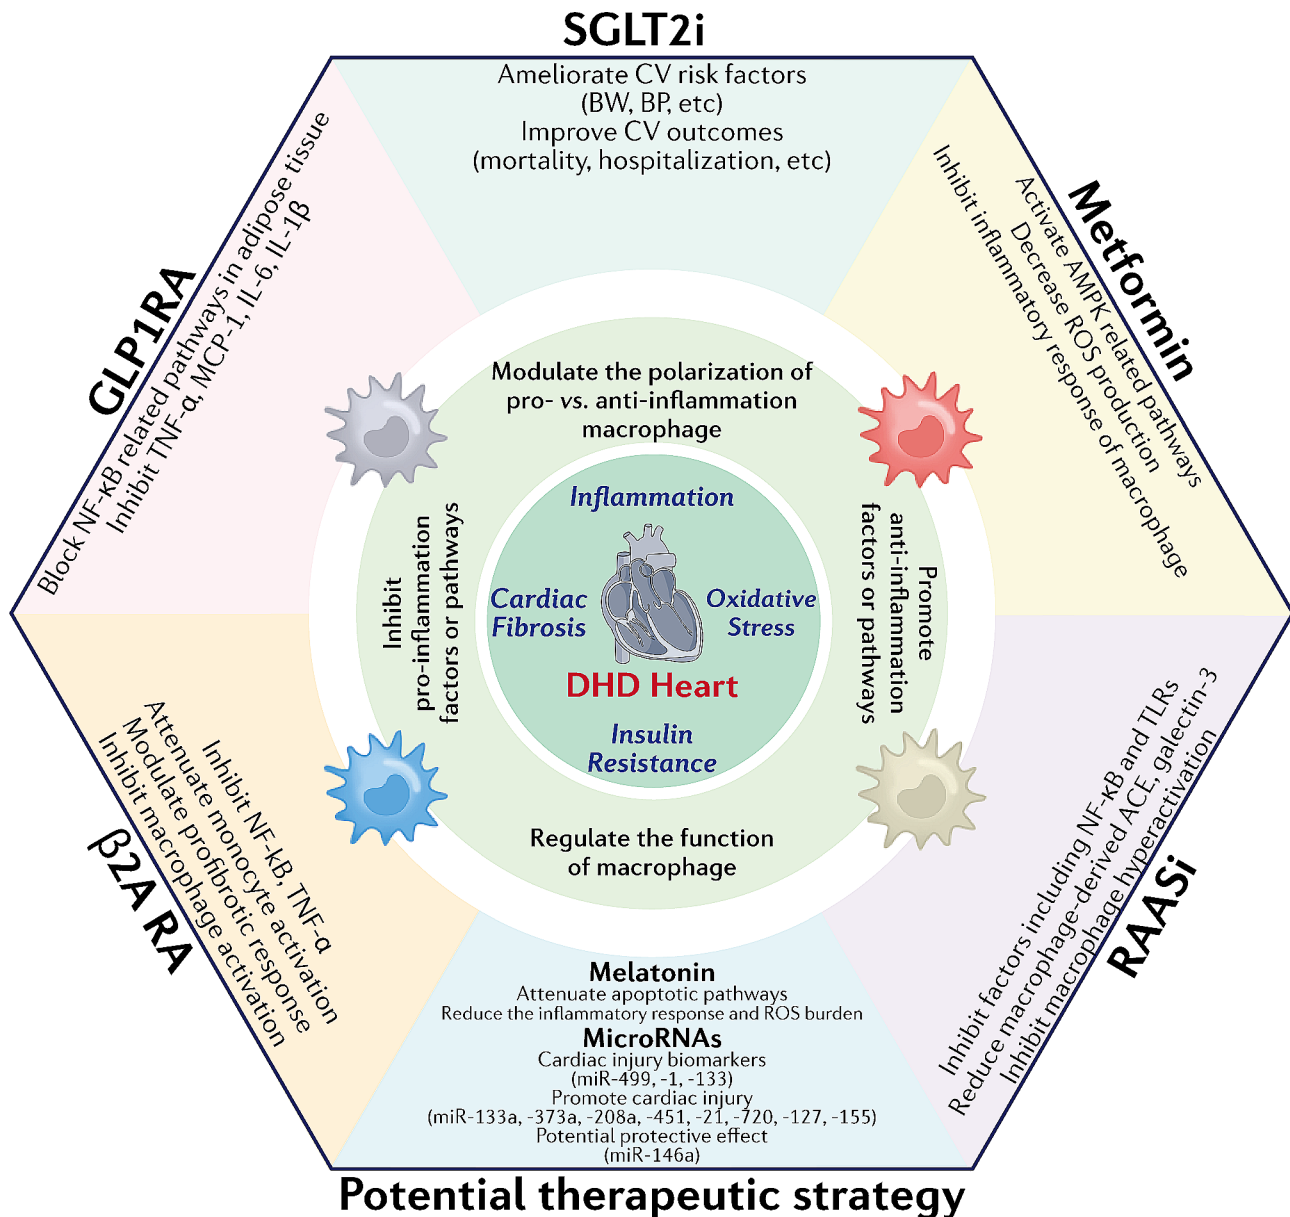 SGLT2i
Ameliorate CV risk factors
(BW, BP, etc)
Improve CV outcomes
(mortality, hospitalization, etc)
GLP1RA
Block NF-κB related pathways in adipose tissue
Inhibit TNF-α, MCP-1, IL-6, IL-1β
Metformin
Activate AMPK related pathways
Decrease ROS production
Inhibit inflammatory response of macrophage
Modulate the polarization of
pro- vs. anti-inflammation
macrophage
Inhibit
pro-inflammation
factors or pathways
Promote
anti-inflammation
factors or pathways
Inflammation
Cardiac
Fibrosis
Oxidative
Stress
DHD Heart
Insulin
Resistance
Regulate the function
of macrophage
β2A RA
Inhibit NF-kB, TNF-α
Attenuate monocyte activation
Modulate profibrotic response
Inhibit macrophage activation
RAASi
Inhibit factors including NF-κB and TLRs
Reduce macrophage-derived ACE, galectin-3
Inhibit macrophage hyperactivation
Melatonin
Attenuate apoptotic pathways
Reduce the inflammatory response and ROS burden
MicroRNAs
Cardiac injury biomarkers
(miR-499, -1, -133)
Promote cardiac injury
(miR-133a, -373a, -208a, -451, -21, -720, -127, -155)
Potential protective effect
(miR-146a)
Potential therapeutic strategy